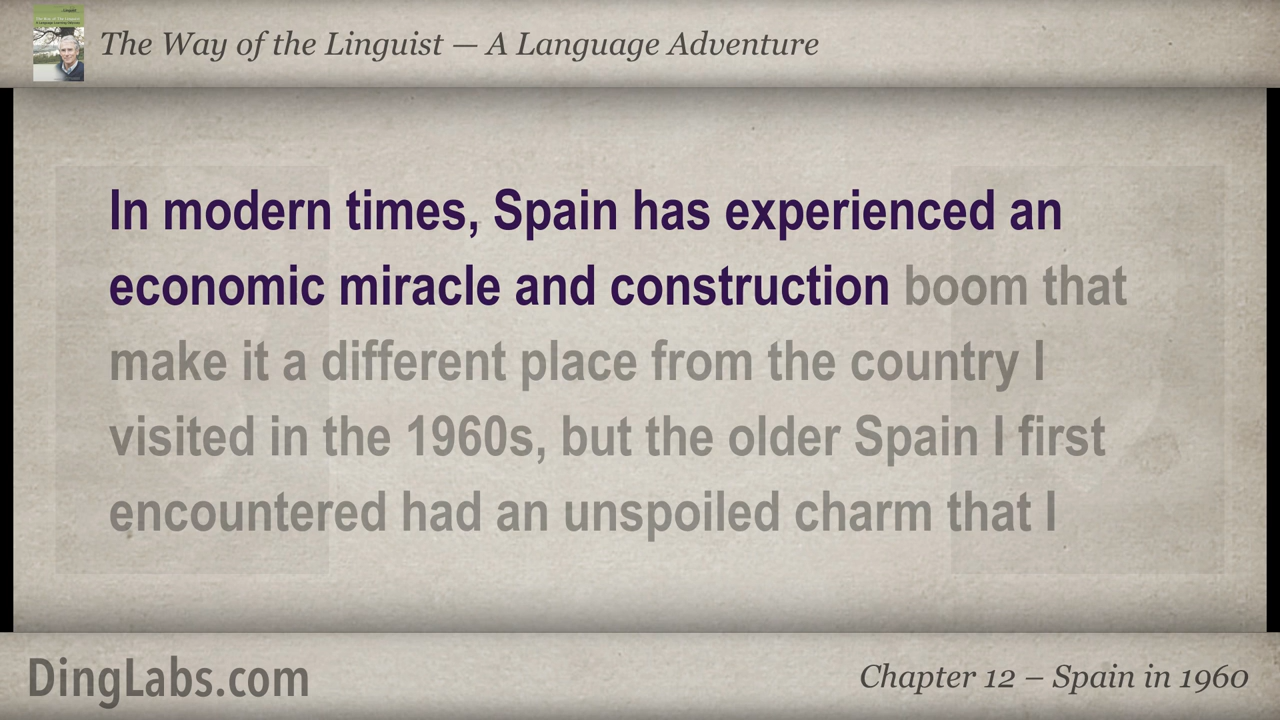 The Way of the Linguist — A Language Adventure
In modern times, Spain has experienced an
economic miracle and construction boom that
make it a different place from the country I
visited in the 1960s, but the older Spain I first
encountered had an unspoiled charm that I
DingLabs.com
Chapter 12 – Spain in 1960